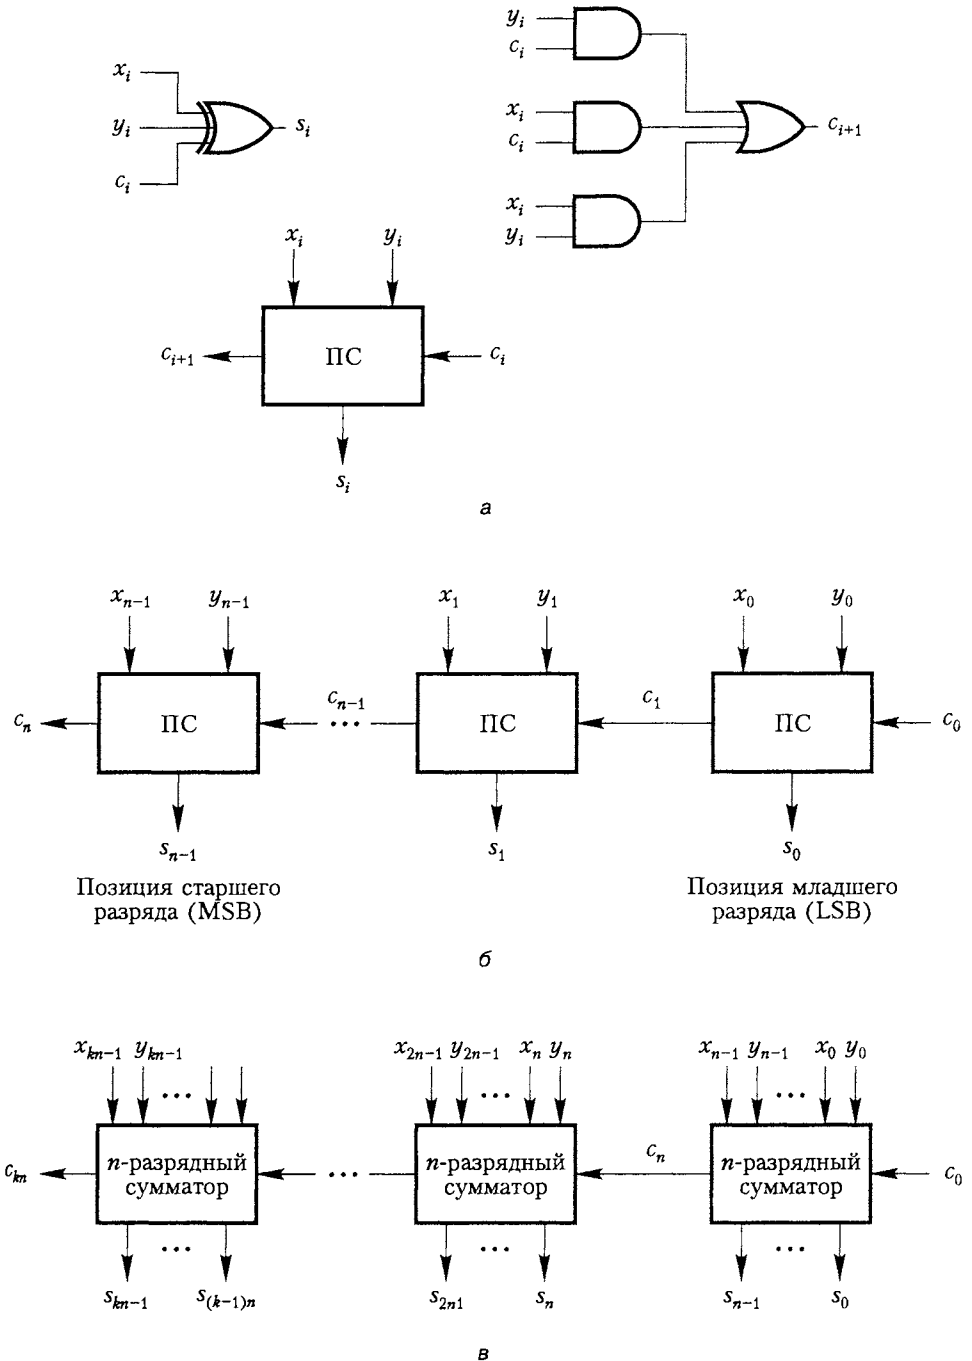 x_i
y_i
c_i
s_i
y_i
c_i
x_i
c_i
x_i
y_i
c_{i+1}
x_i y_i
c_{i+1} ПС c_i
s_i
а
x_{n-1} y_{n-1} x_1 y_1 x_0 y_0
c_n ПС c_{n-1} ... ПС c_1 ПС c_0
s_{n-1} s_1 s_0
Позиция старшего
разряда (MSB)
Позиция младшего
разряда (LSB)
б
x_{kn-1} y_{kn-1} x_{2n-1} y_{2n-1} x_n y_n x_{n-1} y_{n-1} x_0 y_0
... ... ...
c_{kn} n-разрядный
сумматор
...
n-разрядный
сумматор
c_n
n-разрядный
сумматор
c_0
... ... ...
s_{kn-1} s_{(k-1)n} s_{2n1} s_n s_{n-1} s_0
в